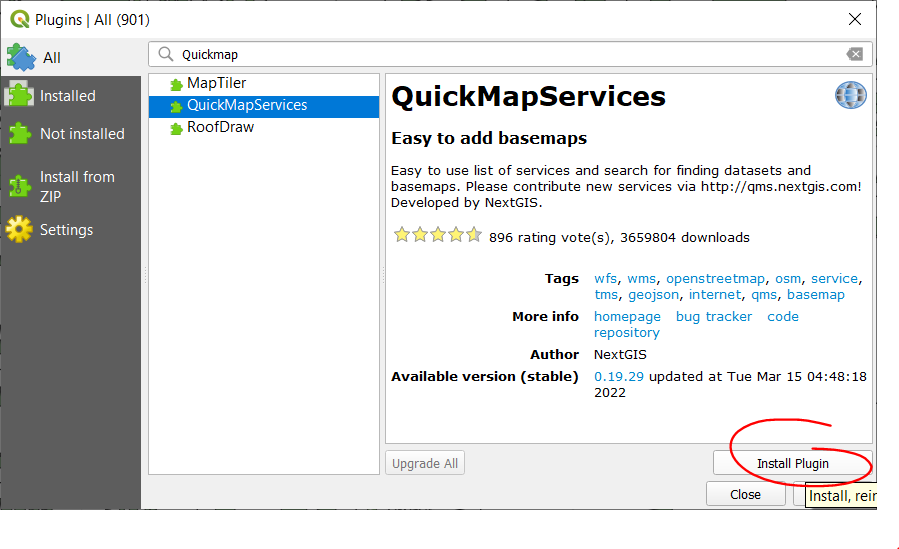 Plugins | All (901)
All
Installed
Not installed
Install from
ZIP
Settings
Quickmap
MapTiler
QuickMapServices
RoofDraw
QuickMapServices
Easy to add basemaps
Easy to use list of services and search for finding datasets and
basemaps. Please contribute new services via http://qms.nextgis.com!
Developed by NextGIS.
896 rating vote(s), 3659804 downloads
Tags wfs, wms, openstreetmap, osm, service,
tms, geojson, internet, qms, basemap
More info homepage bug tracker code
repository
Author NextGIS
Available version (stable) 0.19.29 updated at Tue Mar 15 04:48:18
2022
Upgrade All
Install Plugin
Close
Install, rein